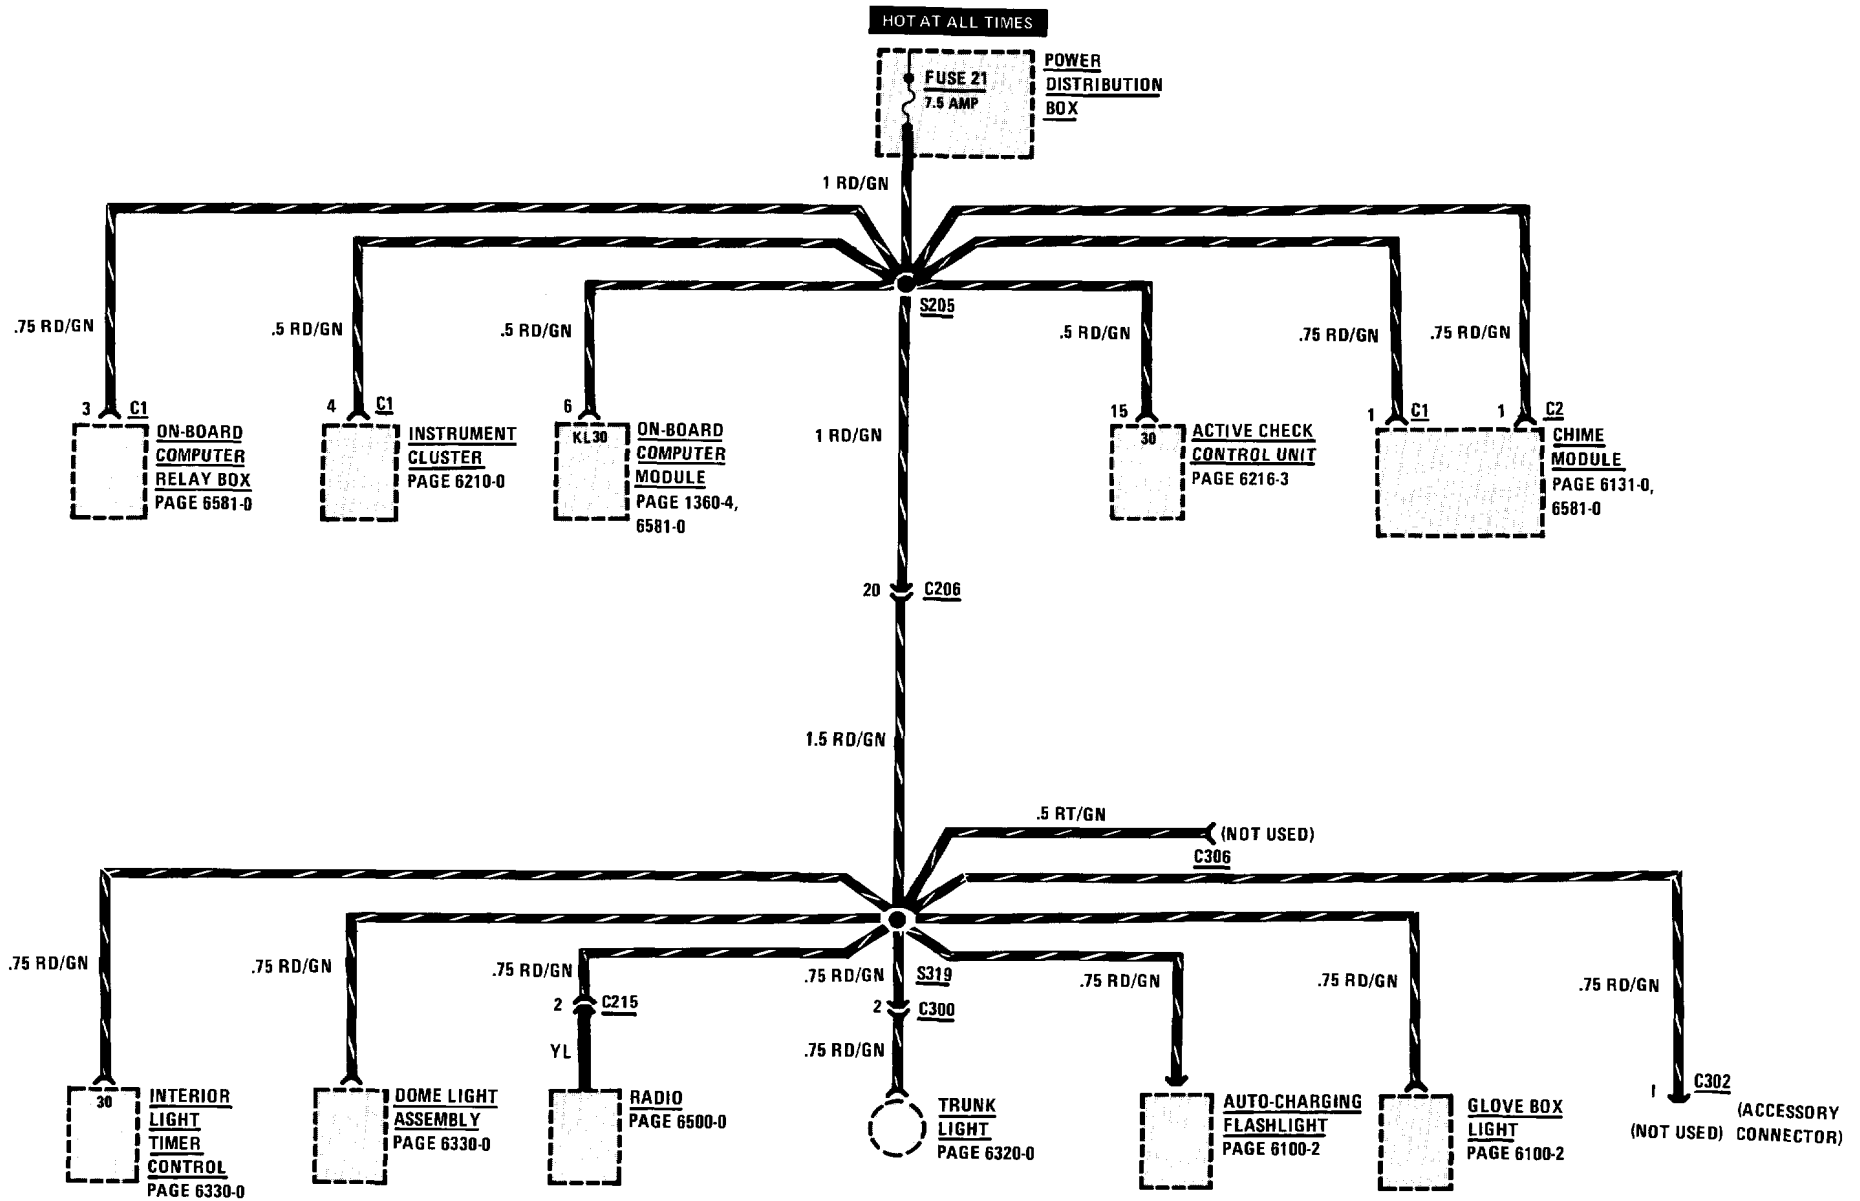 HOT AT ALL TIMES
FUSE 21
7.5 AMP
POWER
DISTRIBUTION
BOX
1 RD/GN
S205
.75 RD/GN
.5 RD/GN
.5 RD/GN
.5 RD/GN
.75 RD/GN
.75 RD/GN
3 C1
ON-BOARD
COMPUTER
RELAY BOX
PAGE 6581-0
4 C1
INSTRUMENT
CLUSTER
PAGE 6210-0
6
KL30
ON-BOARD
COMPUTER
MODULE
PAGE 1360-4,
6581-0
1 RD/GN
15
30
ACTIVE CHECK
CONTROL UNIT
PAGE 6216-3
1 C1
1 C2
CHIME
MODULE
PAGE 6131-0,
6581-0
20 C206
1.5 RD/GN
.5 RT/GN
(NOT USED)
C306
.75 RD/GN
.75 RD/GN
.75 RD/GN
.75 RD/GN
S319
.75 RD/GN
.75 RD/GN
.75 RD/GN
2 C215
YL
2 C300
.75 RD/GN
30
INTERIOR
LIGHT
TIMER
CONTROL
PAGE 6330-0
DOME LIGHT
ASSEMBLY
PAGE 6330-0
RADIO
PAGE 6500-0
TRUNK
LIGHT
PAGE 6320-0
AUTO-CHARGING
FLASHLIGHT
PAGE 6100-2
GLOVE BOX
LIGHT
PAGE 6100-2
1 C302
(NOT USED)
(ACCESSORY
CONNECTOR)